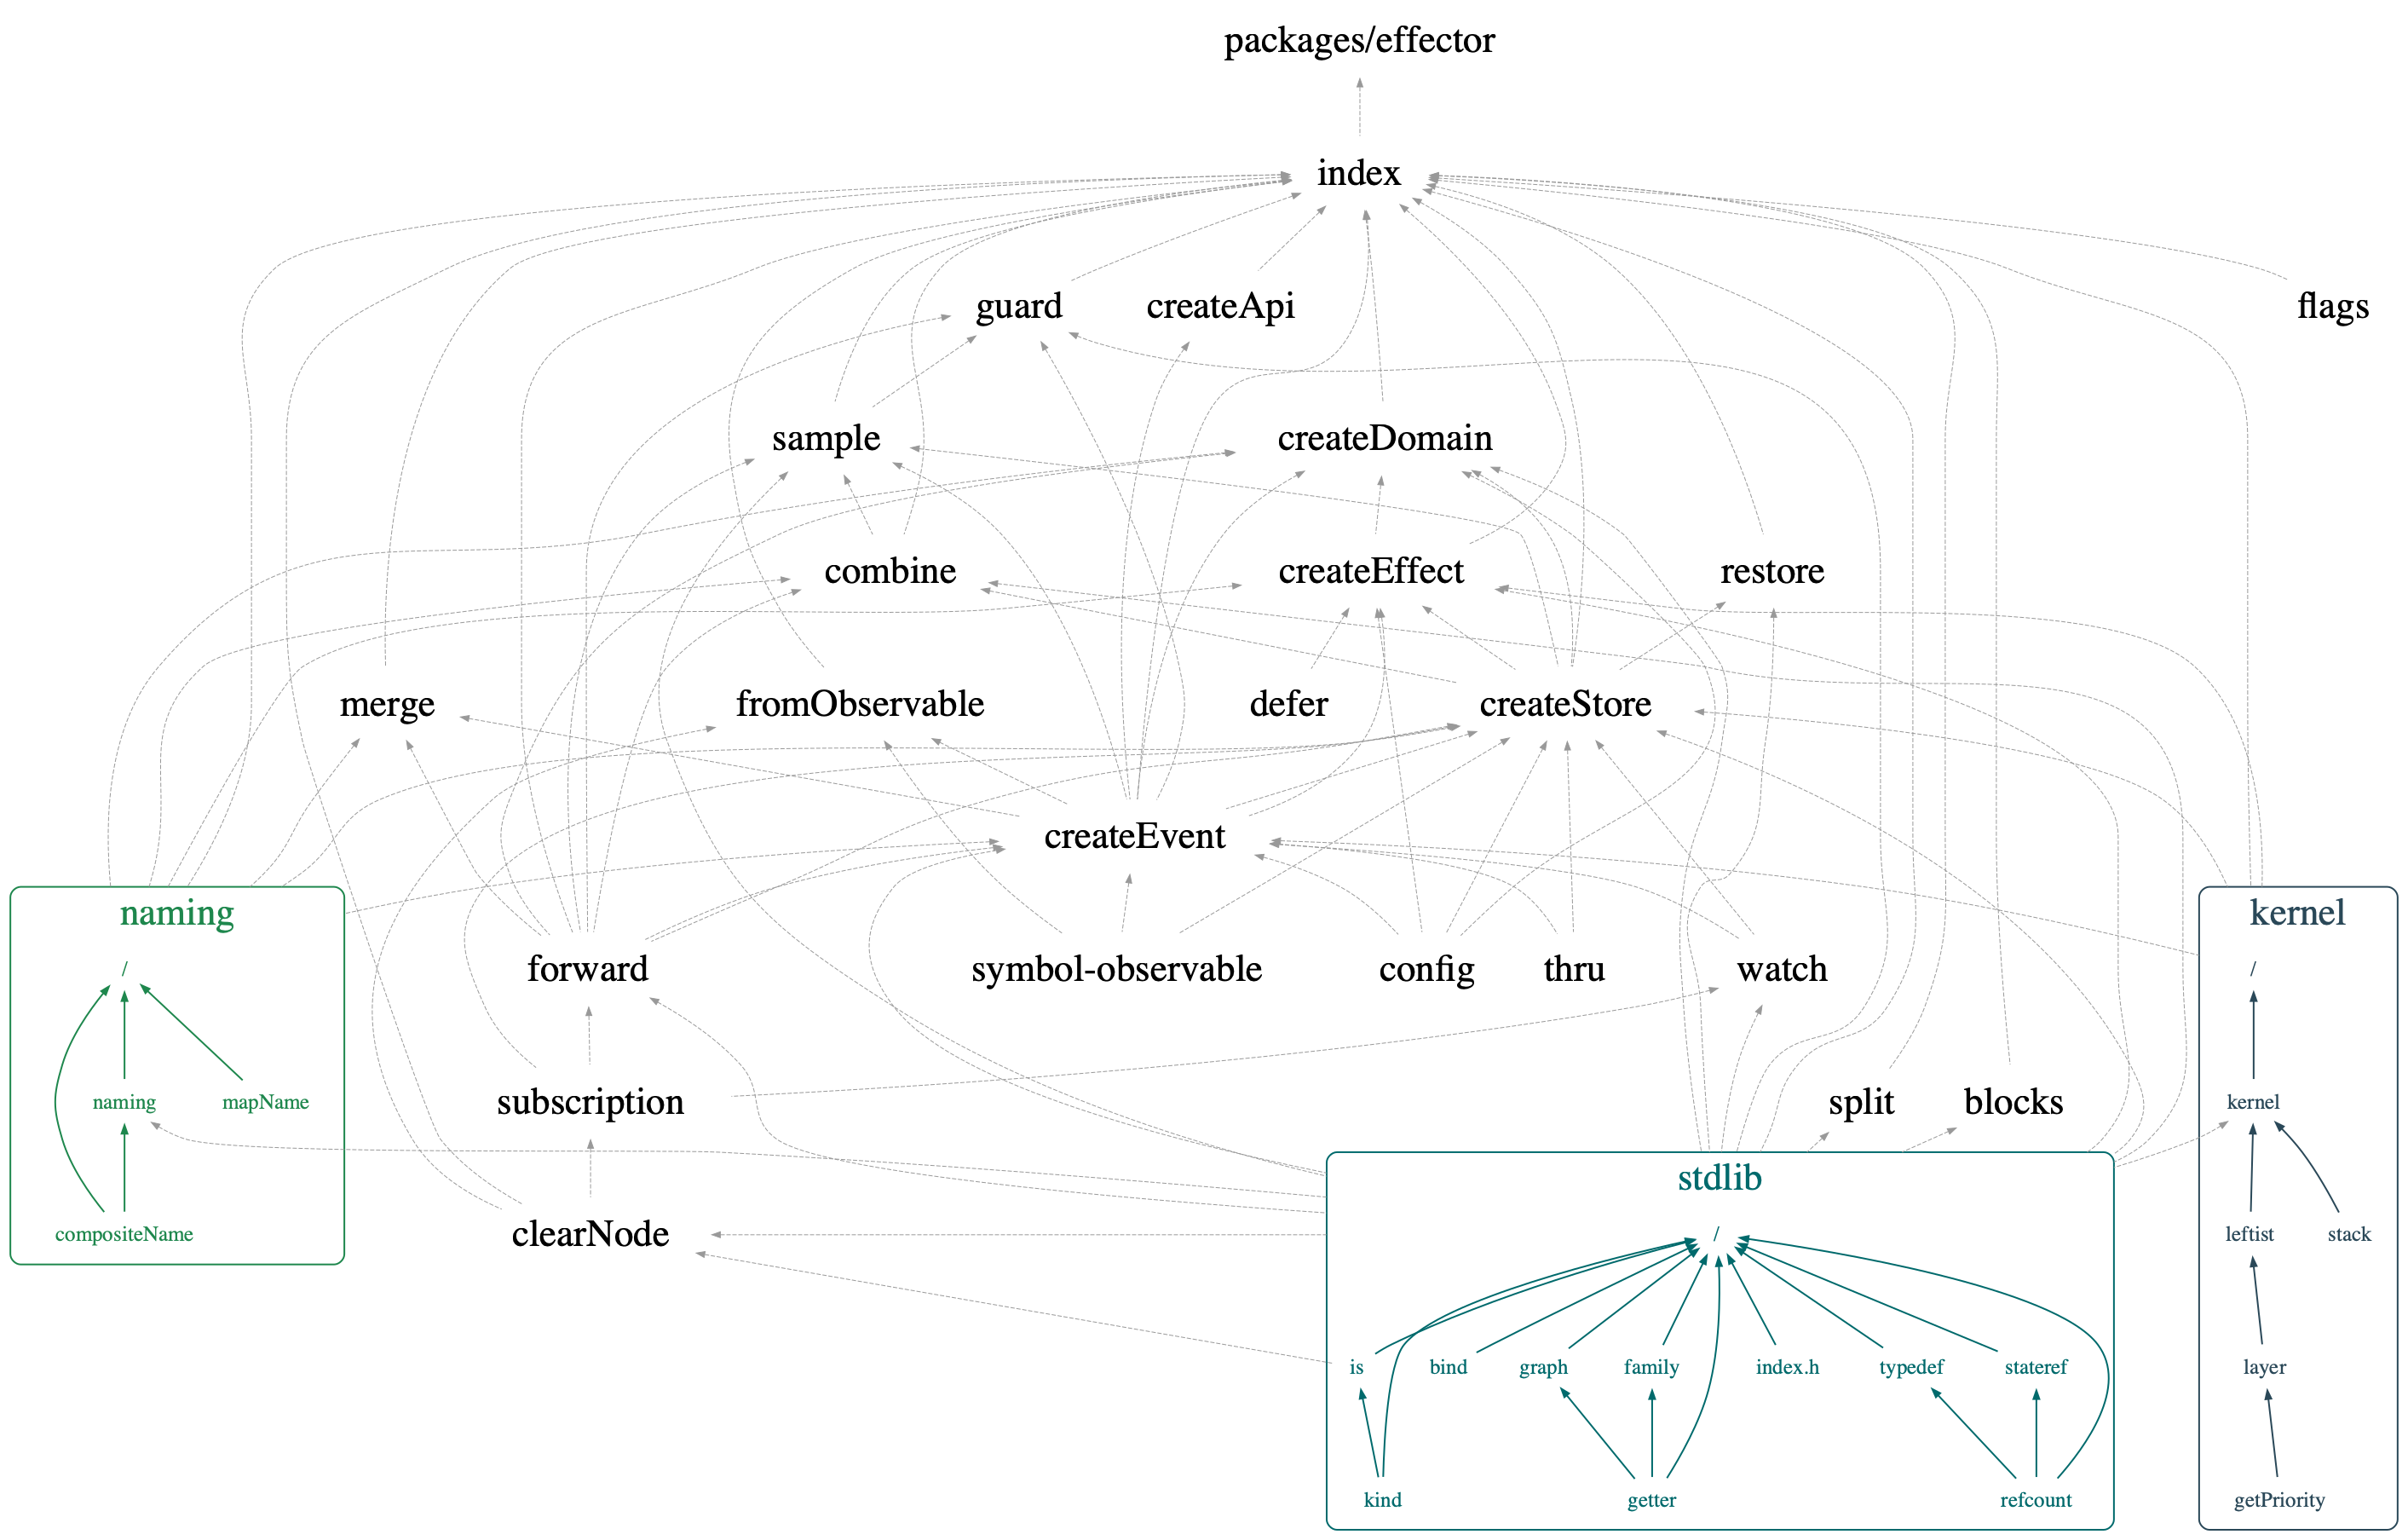 packages/effector
index
guard
createApi
flags
sample
createDomain
combine
createEffect
restore
merge
fromObservable
defer
createStore
createEvent
naming
kernel
/
forward
symbol-observable
config
thru
watch
/
naming
mapName
subscription
split
blocks
kernel
stdlib
compositeName
clearNode
/
leftist
stack
is
bind
graph
family
index.h
typedef
stateref
layer
kind
getter
refcount
getPriority